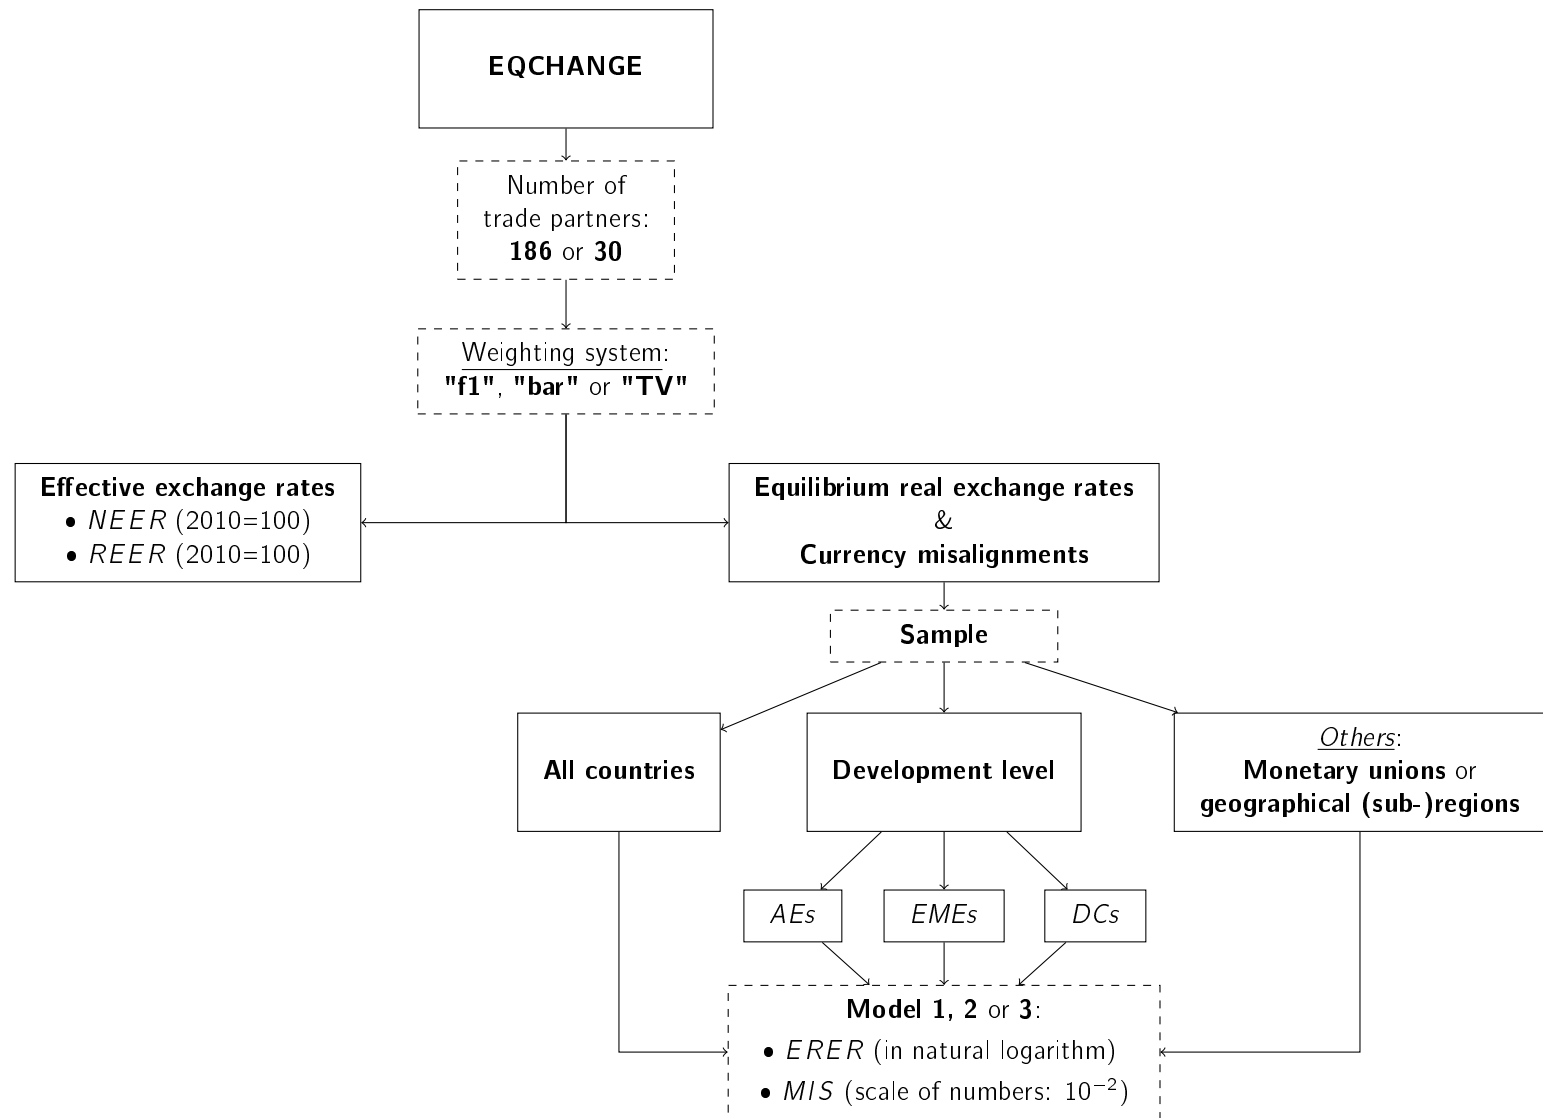 EQCHANGE
Number of
trade partners:
186 or 30
Weighting system:
"f1", "bar" or "TV"
Effective exchange rates
• NEER (2010=100)
• REER (2010=100)
Equilibrium real exchange rates
&
Currency misalignments
Sample
All countries
Development level
Others:
Monetary unions or
geographical (sub-)regions
AEs
EMEs
DCs
Model 1, 2 or 3:
• ERER (in natural logarithm)
• MIS (scale of numbers: 10⁻²)